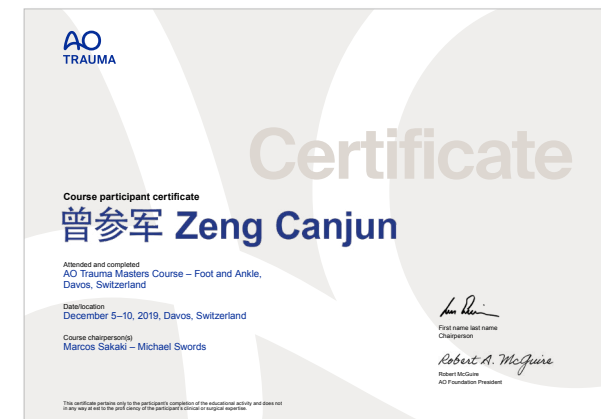 AO
TRAUMA
Certificate
Course participant certificate
曾参军 Zeng Canjun
Attended and completed
AO Trauma Masters Course – Foot and Ankle,
Davos, Switzerland
Date/location
December 5–10, 2019, Davos, Switzerland
Course chairperson(s)
Marcos Sakaki – Michael Swords
First name last name
Chairperson
Robert A. McGuire
Robert McGuire
AO Foundation President
This certificate pertains only to the participant's completion of the educational activity and does not
in any way at est to the profi ciency of the participant's clinical or surgical expertise.